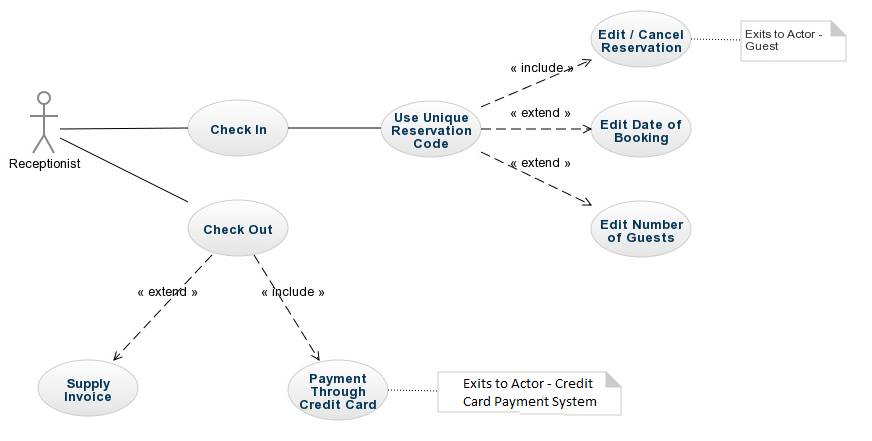 Edit / Cancel
Reservation
Exits to Actor -
Guest
« include »
Receptionist
Check In
Use Unique
Reservation
Code
« extend »
Edit Date of
Booking
« extend »
Check Out
Edit Number
of Guests
« extend »
« include »
Supply
Invoice
Payment
Through
Credit Card
Exits to Actor - Credit
Card Payment System